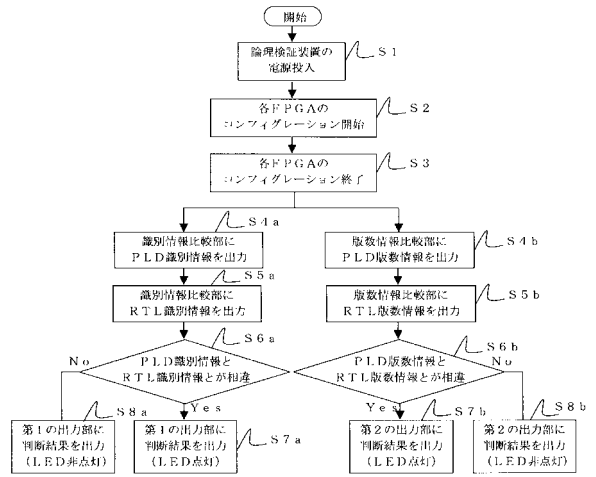 開始
論理検証装置の
電源投入
S1
各FPGAの
コンフィグレーション開始
S2
各FPGAの
コンフィグレーション終了
S3
識別情報比較部に
PLD識別情報を出力
S4a
版数情報比較部に
PLD版数情報を出力
S4b
識別情報比較部に
RTL識別情報を出力
S5a
版数情報比較部に
RTL版数情報を出力
S5b
PLD識別情報と
RTL識別情報とが相違
S6a
No
Yes
PLD版数情報と
RTL版数情報とが相違
S6b
Yes
No
第1の出力部に
判断結果を出力
(LED非点灯)
S8a
第1の出力部に
判断結果を出力
(LED点灯)
S7a
第2の出力部に
判断結果を出力
(LED点灯)
S7b
第2の出力部に
判断結果を出力
(LED非点灯)
S8b